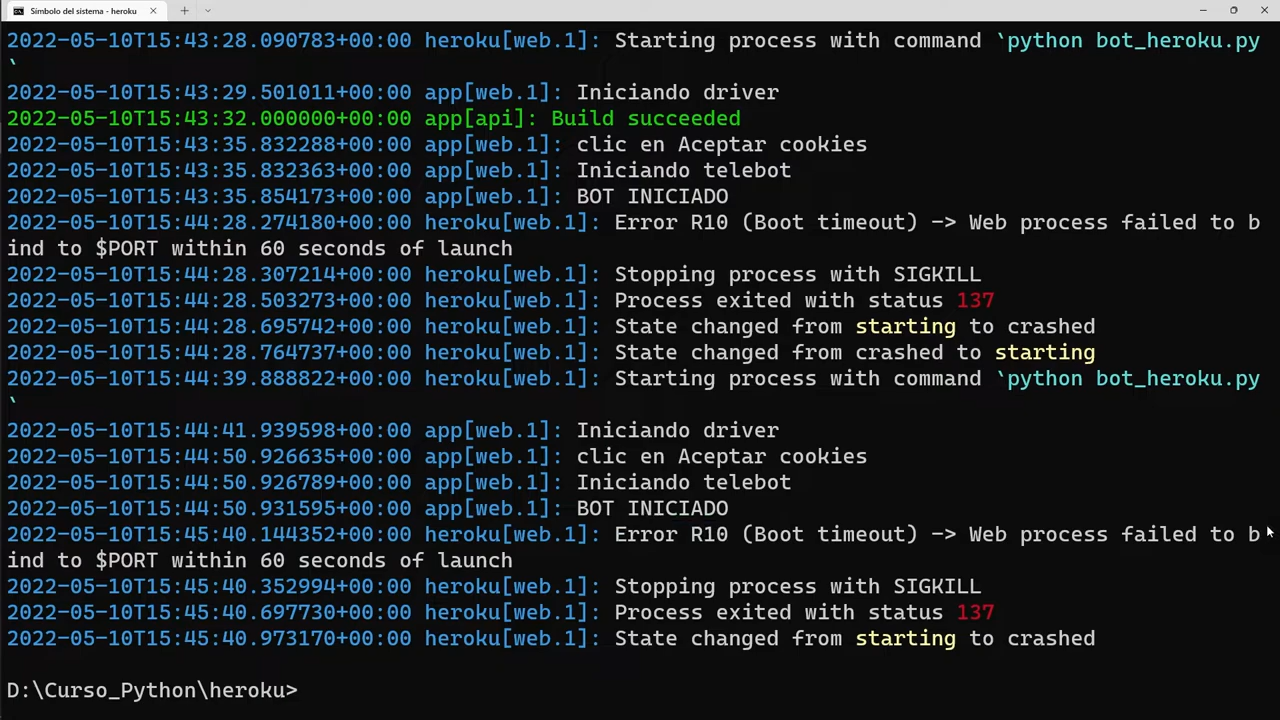 Símbolo del sistema - heroku
2022-05-10T15:43:28.090783+00:00 heroku[web.1]: Starting process with command `python bot_heroku.py
`
2022-05-10T15:43:29.501011+00:00 app[web.1]: Iniciando driver
2022-05-10T15:43:32.000000+00:00 app[api]: Build succeeded
2022-05-10T15:43:35.832288+00:00 app[web.1]: clic en Aceptar cookies
2022-05-10T15:43:35.832363+00:00 app[web.1]: Iniciando telebot
2022-05-10T15:43:35.854173+00:00 app[web.1]: BOT INICIADO
2022-05-10T15:44:28.274180+00:00 heroku[web.1]: Error R10 (Boot timeout) -> Web process failed to b
ind to $PORT within 60 seconds of launch
2022-05-10T15:44:28.307214+00:00 heroku[web.1]: Stopping process with SIGKILL
2022-05-10T15:44:28.503273+00:00 heroku[web.1]: Process exited with status 137
2022-05-10T15:44:28.695742+00:00 heroku[web.1]: State changed from starting to crashed
2022-05-10T15:44:28.764737+00:00 heroku[web.1]: State changed from crashed to starting
2022-05-10T15:44:39.888822+00:00 heroku[web.1]: Starting process with command `python bot_heroku.py
`
2022-05-10T15:44:41.939598+00:00 app[web.1]: Iniciando driver
2022-05-10T15:44:50.926635+00:00 app[web.1]: clic en Aceptar cookies
2022-05-10T15:44:50.926789+00:00 app[web.1]: Iniciando telebot
2022-05-10T15:44:50.931595+00:00 app[web.1]: BOT INICIADO
2022-05-10T15:45:40.144352+00:00 heroku[web.1]: Error R10 (Boot timeout) -> Web process failed to b
ind to $PORT within 60 seconds of launch
2022-05-10T15:45:40.352994+00:00 heroku[web.1]: Stopping process with SIGKILL
2022-05-10T15:45:40.697730+00:00 heroku[web.1]: Process exited with status 137
2022-05-10T15:45:40.973170+00:00 heroku[web.1]: State changed from starting to crashed
D:\Curso_Python\heroku>